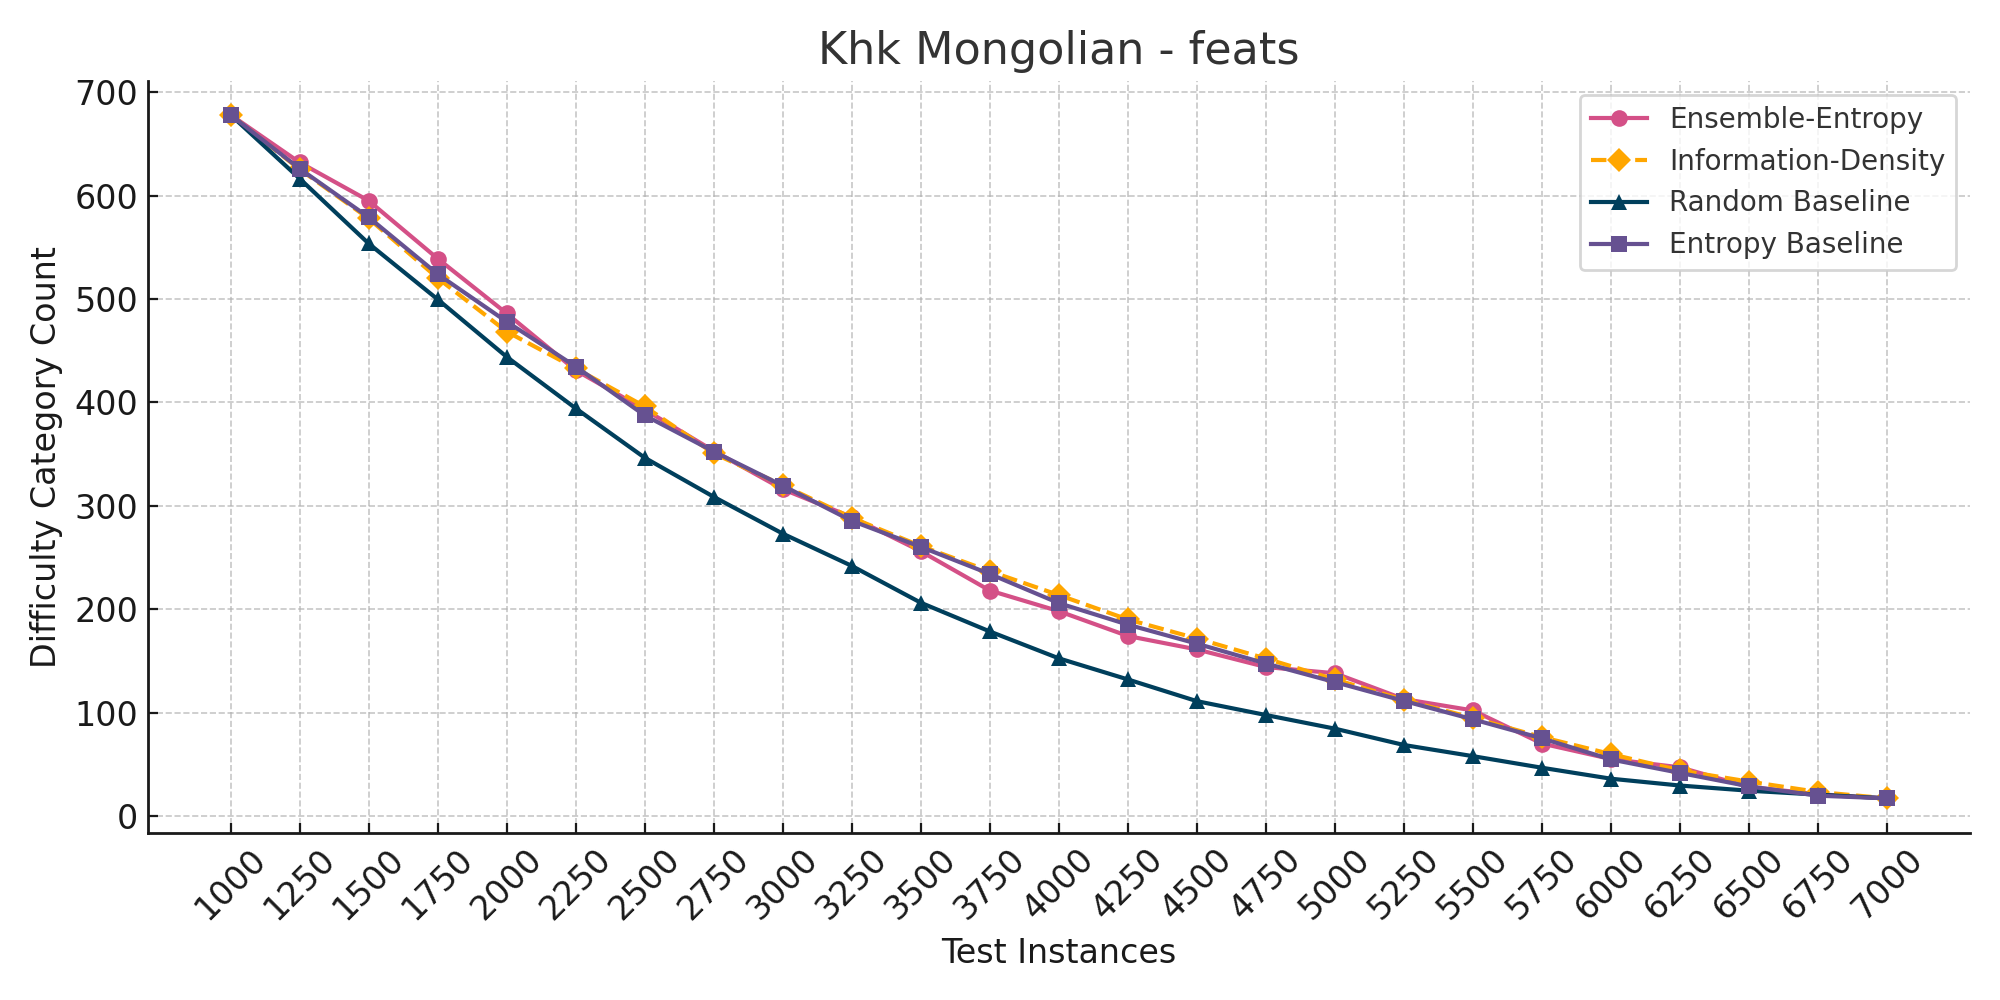 Khk Mongolian - feats
Difficulty Category Count
700
600
500
400
300
200
100
0
Ensemble-Entropy
Information-Density
Random Baseline
Entropy Baseline
1000 1250 1500 1750 2000 2250 2500 2750 3000 3250 3500 3750 4000 4250 4500 4750 5000 5250 5500 5750 6000 6250 6500 6750 7000
Test Instances